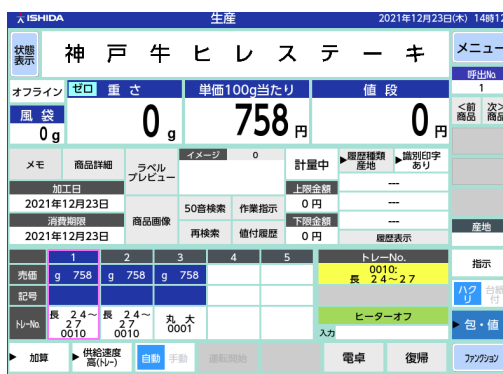 ISHIDA 生産 2021年12月23日(木) 14時12
状態表示 神戸牛ヒレステーキ メニュー
呼出No. 1
オフライン ゼロ 重さ 単価100g当たり 値段
風袋 0g 0g 758円 0円
<前商品 次>商品
メモ 商品詳細 ラベルプレビュー イメージ 0 計量中 ▶履歴種類 産地 ▶識別印字 あり
加工日 上限金額 ---
2021年12月23日 商品画像 50音検索 作業指示 0円 ---
消費期限 再検索 値付履歴 下限金額 ---
2021年12月23日 0円 履歴表示
産地
指示
1 2 3 4 5 トレーNo.
売価 g 758 g 758 g 758 0010:
長 24~27
記号
トレーNo. 長 24~27 0010 長 24~27 0010 丸 大 0001 ヒーターオフ
入力
ハクリ 台紙付
▶包・値
▶加算 ▶供給速度 高(トレー) 自動 手動 運転開始 電卓 復帰 ファンクション